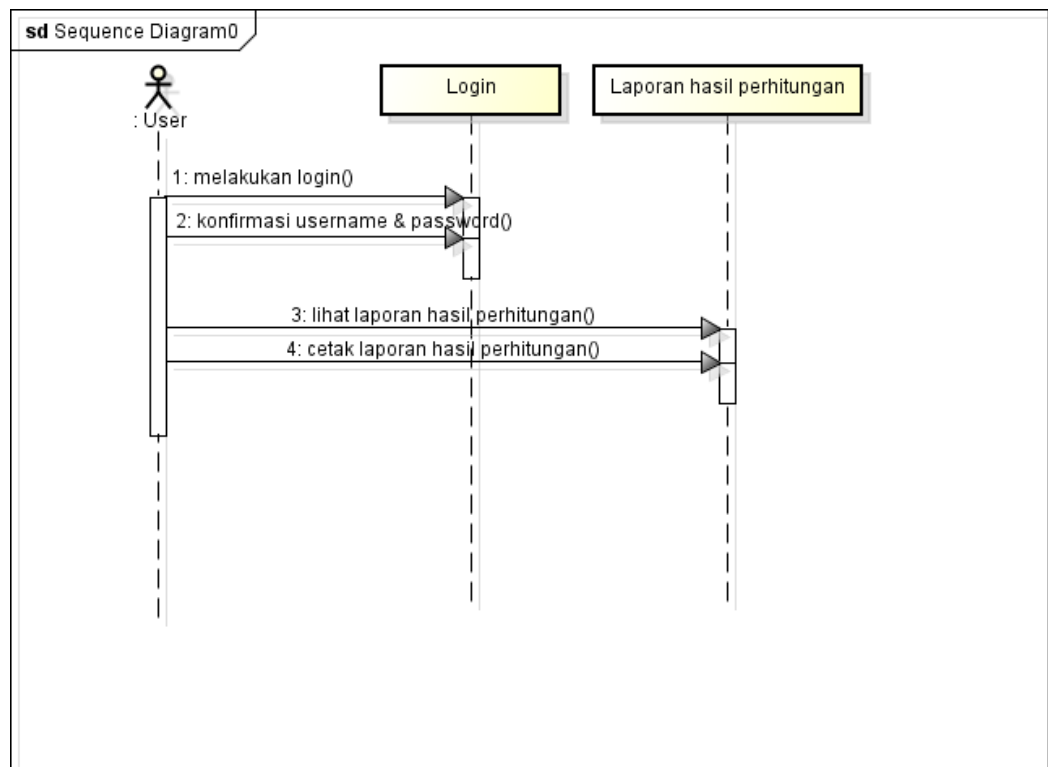 sd Sequence Diagram0
: User
Login
Laporan hasil perhitungan
1: melakukan login()
2: konfirmasi username & password()
3: lihat laporan hasil perhitungan()
4: cetak laporan hasil perhitungan()